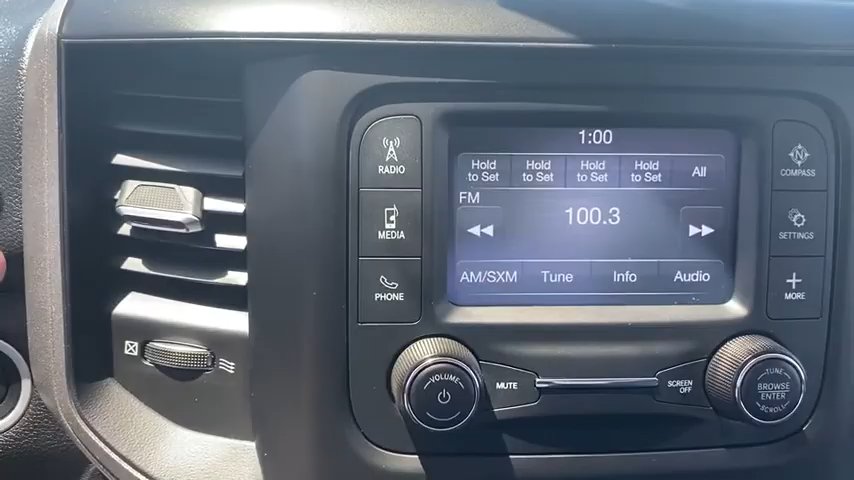 1:00
Hold to Set
Hold to Set
Hold to Set
Hold to Set
All
FM
100.3
AM/SXM
Tune
Info
Audio
RADIO
MEDIA
PHONE
COMPASS
SETTINGS
MORE
VOLUME
MUTE
SCREEN OFF
TUNE
BROWSE
ENTER
SCROLL